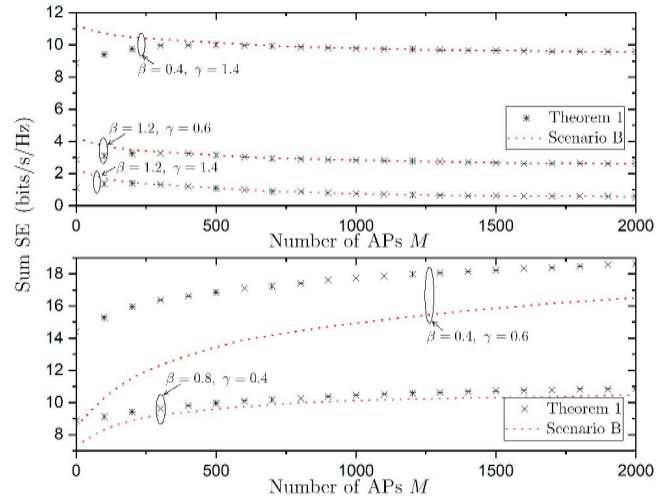 12
10
8
6
4
2
0
β = 0.4, γ = 1.4
β = 1.2, γ = 0.6
β = 1.2, γ = 1.4
Theorem 1
Scenario B
0 500 1000 1500 2000
Number of APs M
Sum SE (bits/s/Hz)
18
16
14
12
10
8
β = 0.4, γ = 0.6
β = 0.8, γ = 0.4
Theorem 1
Scenario B
0 500 1000 1500 2000
Number of APs M